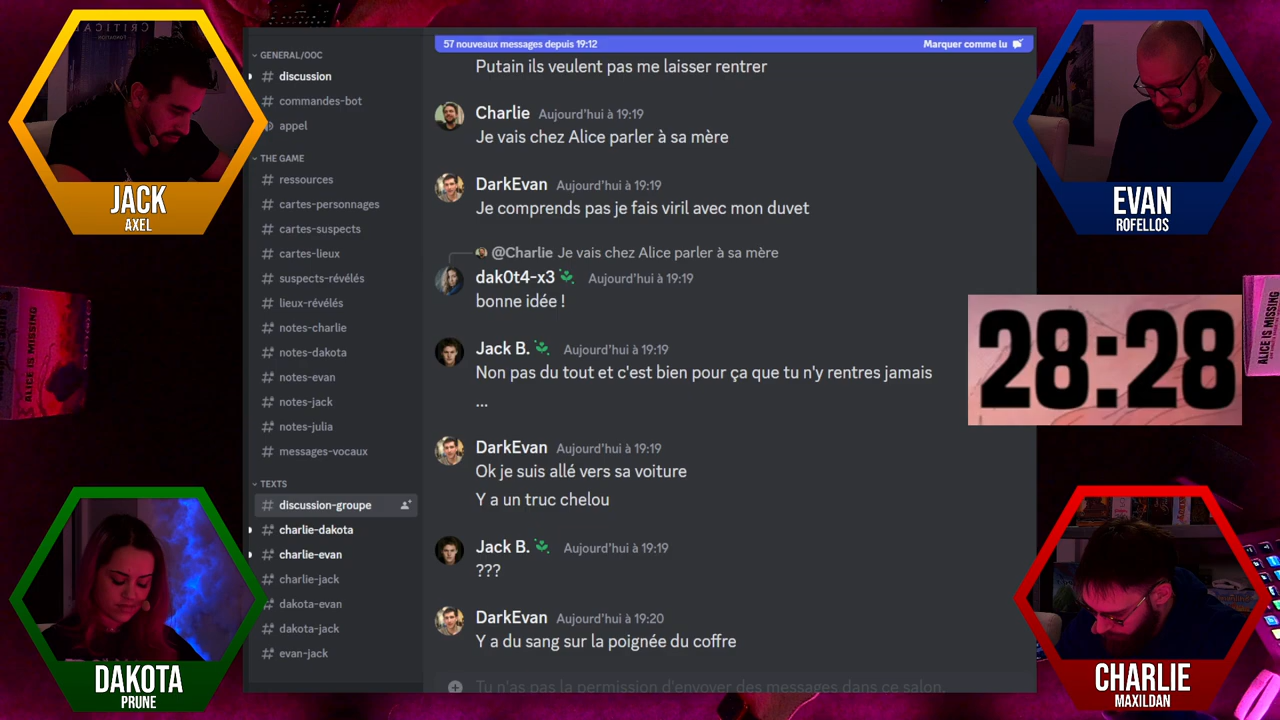 JACK
AXEL
GENERAL/OOC
discussion
commandes-bot
appel
THE GAME
ressources
cartes-personnages
cartes-suspects
cartes-lieux
suspects-révélés
lieux-révélés
notes-charlie
notes-dakota
notes-evan
notes-jack
notes-julia
messages-vocaux
TEXTS
discussion-groupe
charlie-dakota
charlie-evan
charlie-jack
dakota-evan
dakota-jack
evan-jack
57 nouveaux messages depuis 19:12 Marquer comme lu
Putain ils veulent pas me laisser rentrer
Charlie Aujourd'hui à 19:19
Je vais chez Alice parler à sa mère
DarkEvan Aujourd'hui à 19:19
Je comprends pas je fais viril avec mon duvet
@Charlie Je vais chez Alice parler à sa mère
dak0t4-x3 Aujourd'hui à 19:19
bonne idée !
Jack B. Aujourd'hui à 19:19
Non pas du tout et c'est bien pour ça que tu n'y rentres jamais
...
DarkEvan Aujourd'hui à 19:19
Ok je suis allé vers sa voiture
Y a un truc chelou
Jack B. Aujourd'hui à 19:19
???
DarkEvan Aujourd'hui à 19:20
Y a du sang sur la poignée du coffre
Tu n'as pas la permission d'envoyer des messages dans ce salon.
EVAN
ROFELLOS
28:28
ALICE IS MISSING
DAKOTA
PRUNE
CHARLIE
MAXILDAN